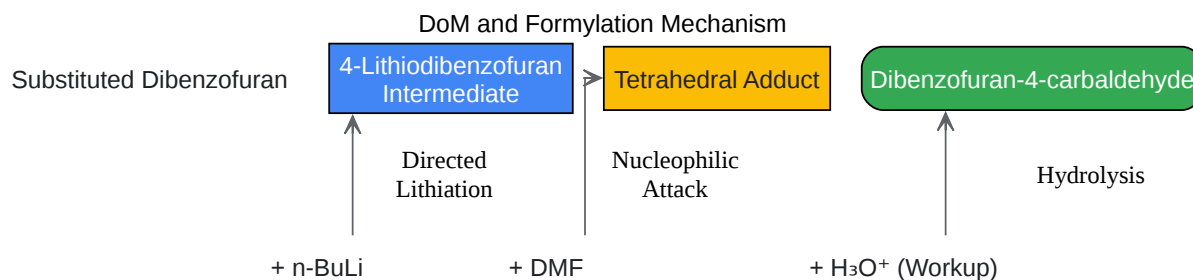 DoM and Formylation Mechanism
Substituted Dibenzofuran
4-Lithiodibenzofuran
Intermediate
Tetrahedral Adduct
Dibenzofuran-4-carbaldehyde
Directed
Lithiation
Nucleophilic
Attack
Hydrolysis
+ n-BuLi
+ DMF
+ H₃O⁺ (Workup)